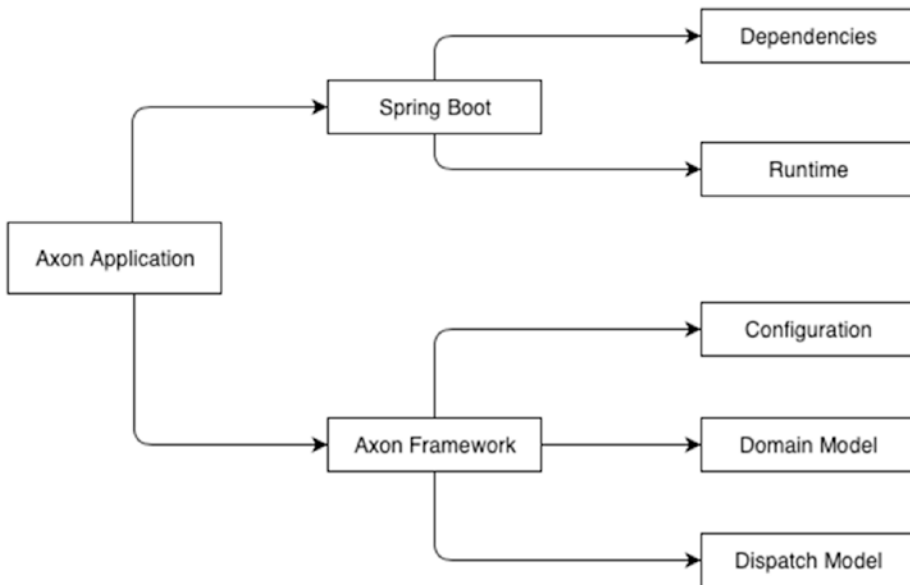 Dependencies
Spring Boot
Runtime
Axon Application
Configuration
Axon Framework
Domain Model
Dispatch Model